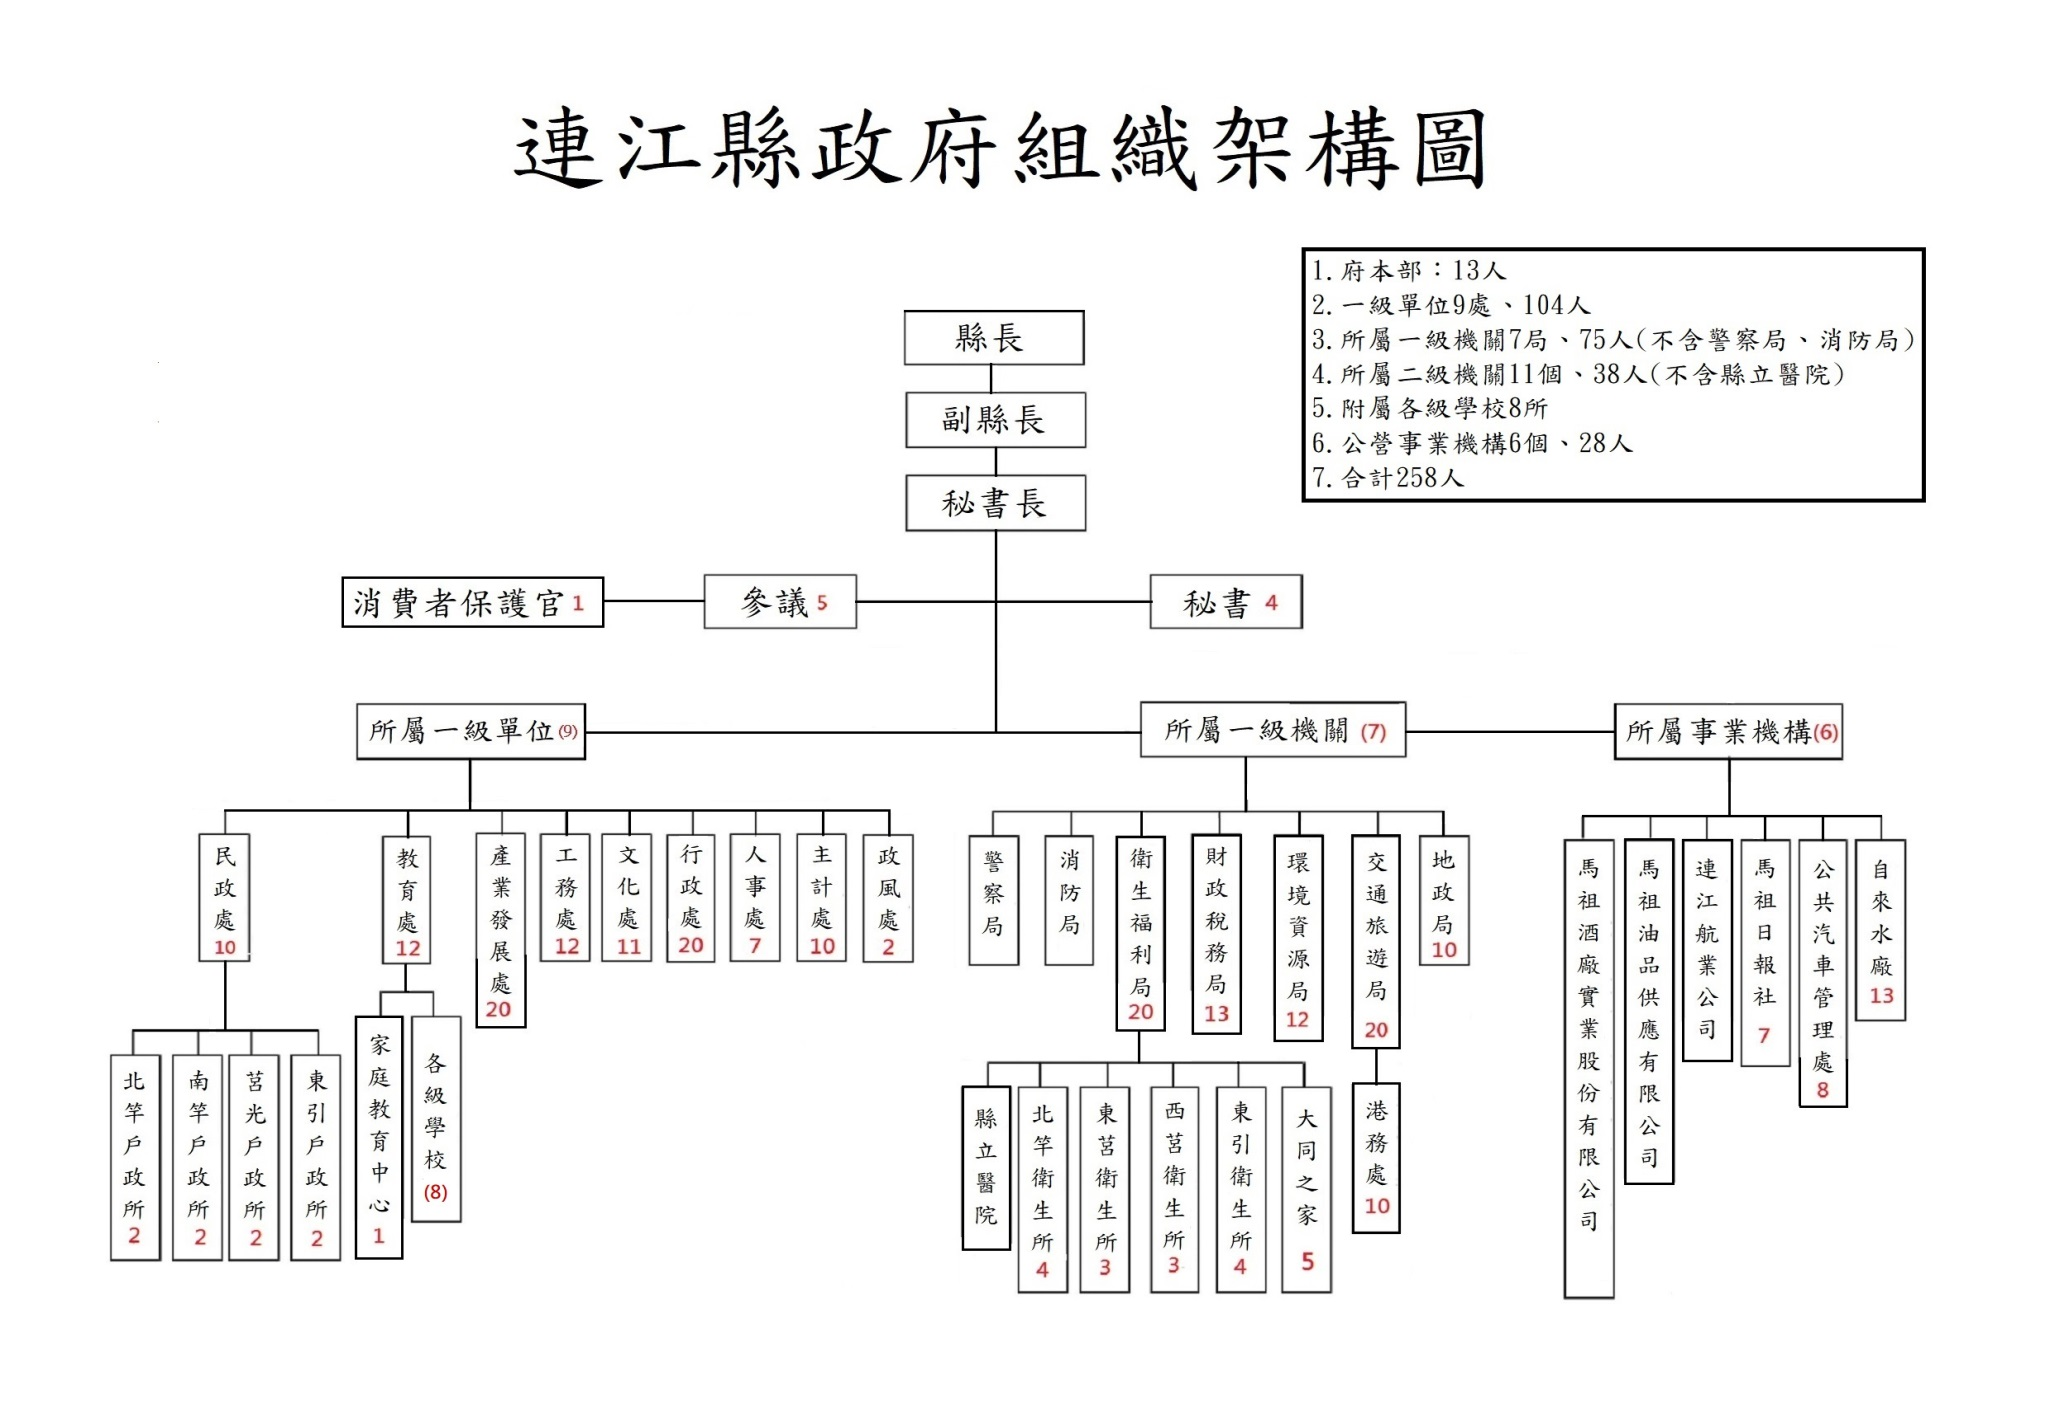 連江縣政府組織架構圖
1.府本部：13人
2.一級單位9處、104人
3.所屬一級機關7局、75人(不含警察局、消防局)
4.所屬二級機關11個、38人(不含縣立醫院)
5.附屬各級學校8所
6.公營事業機構6個、28人
7.合計258人
縣長
副縣長
秘書長
消費者保護官 1
參議 5
秘書 4
所屬一級單位(9)
所屬一級機關 (7)
所屬事業機構(6)
民政處 10
教育處 12
產業發展處 20
工務處 12
文化處 11
行政處 20
人事處 7
主計處 10
政風處 2
警察局
消防局
衛生福利局 20
財政稅務局 13
環境資源局 12
交通旅遊局 20
地政局 10
馬祖酒廠實業股份有限公司
馬祖油品供應有限公司
連江航業公司
馬祖日報社 7
公共汽車管理處 8
自來水廠 13
北竿戶政所 2
南竿戶政所 2
莒光戶政所 2
東引戶政所 2
家庭教育中心 1
各級學校 (8)
縣立醫院
北竿衛生所 4
東莒衛生所 3
西莒衛生所 3
東引衛生所 4
大同之家 5
港務處 10